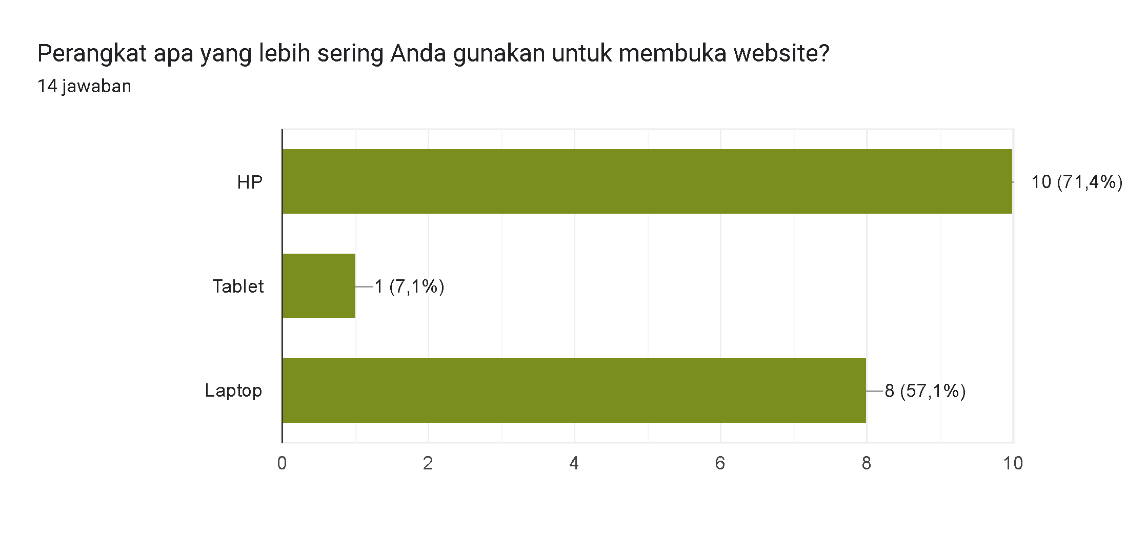 Perangkat apa yang lebih sering Anda gunakan untuk membuka website?
14 jawaban
HP
10 (71,4%)
Tablet
1 (7,1%)
Laptop
8 (57,1%)
0 2 4 6 8 10